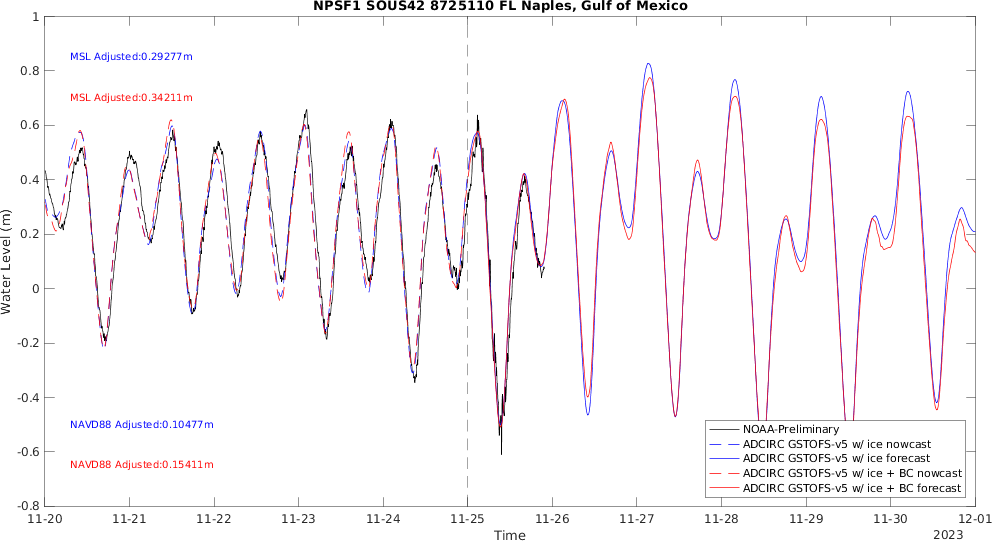 NPSF1 SOUS42 8725110 FL Naples, Gulf of Mexico
1
0.8
0.6
0.4
0.2
0
-0.2
-0.4
-0.6
-0.8
Water Level (m)
MSL Adjusted:0.29277m
MSL Adjusted:0.34211m
NAVD88 Adjusted:0.10477m
NAVD88 Adjusted:0.15411m
NOAA-Preliminary
ADCIRC GSTOFS-v5 w/ ice nowcast
ADCIRC GSTOFS-v5 w/ ice forecast
ADCIRC GSTOFS-v5 w/ ice + BC nowcast
ADCIRC GSTOFS-v5 w/ ice + BC forecast
11-20 11-21 11-22 11-23 11-24 11-25 11-26 11-27 11-28 11-29 11-30 12-01
Time
2023